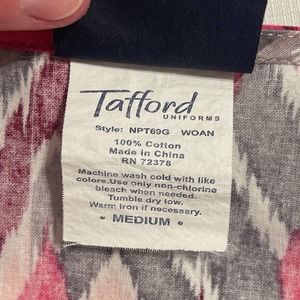 Tafford
UNIFORMS
Style: NPT69G WOAN
100% Cotton
Made in China
RN 72378
Machine wash cold with like
colors.Use only non-chlorine
bleach when needed.
Tumble dry low.
Warm iron if necessary.
• MEDIUM •